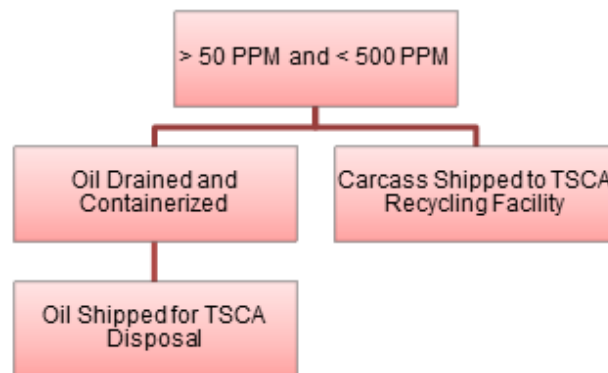 > 50 PPM and < 500 PPM
Oil Drained and
Containerized
Carcass Shipped to TSCA
Recycling Facility
Oil Shipped for TSCA
Disposal